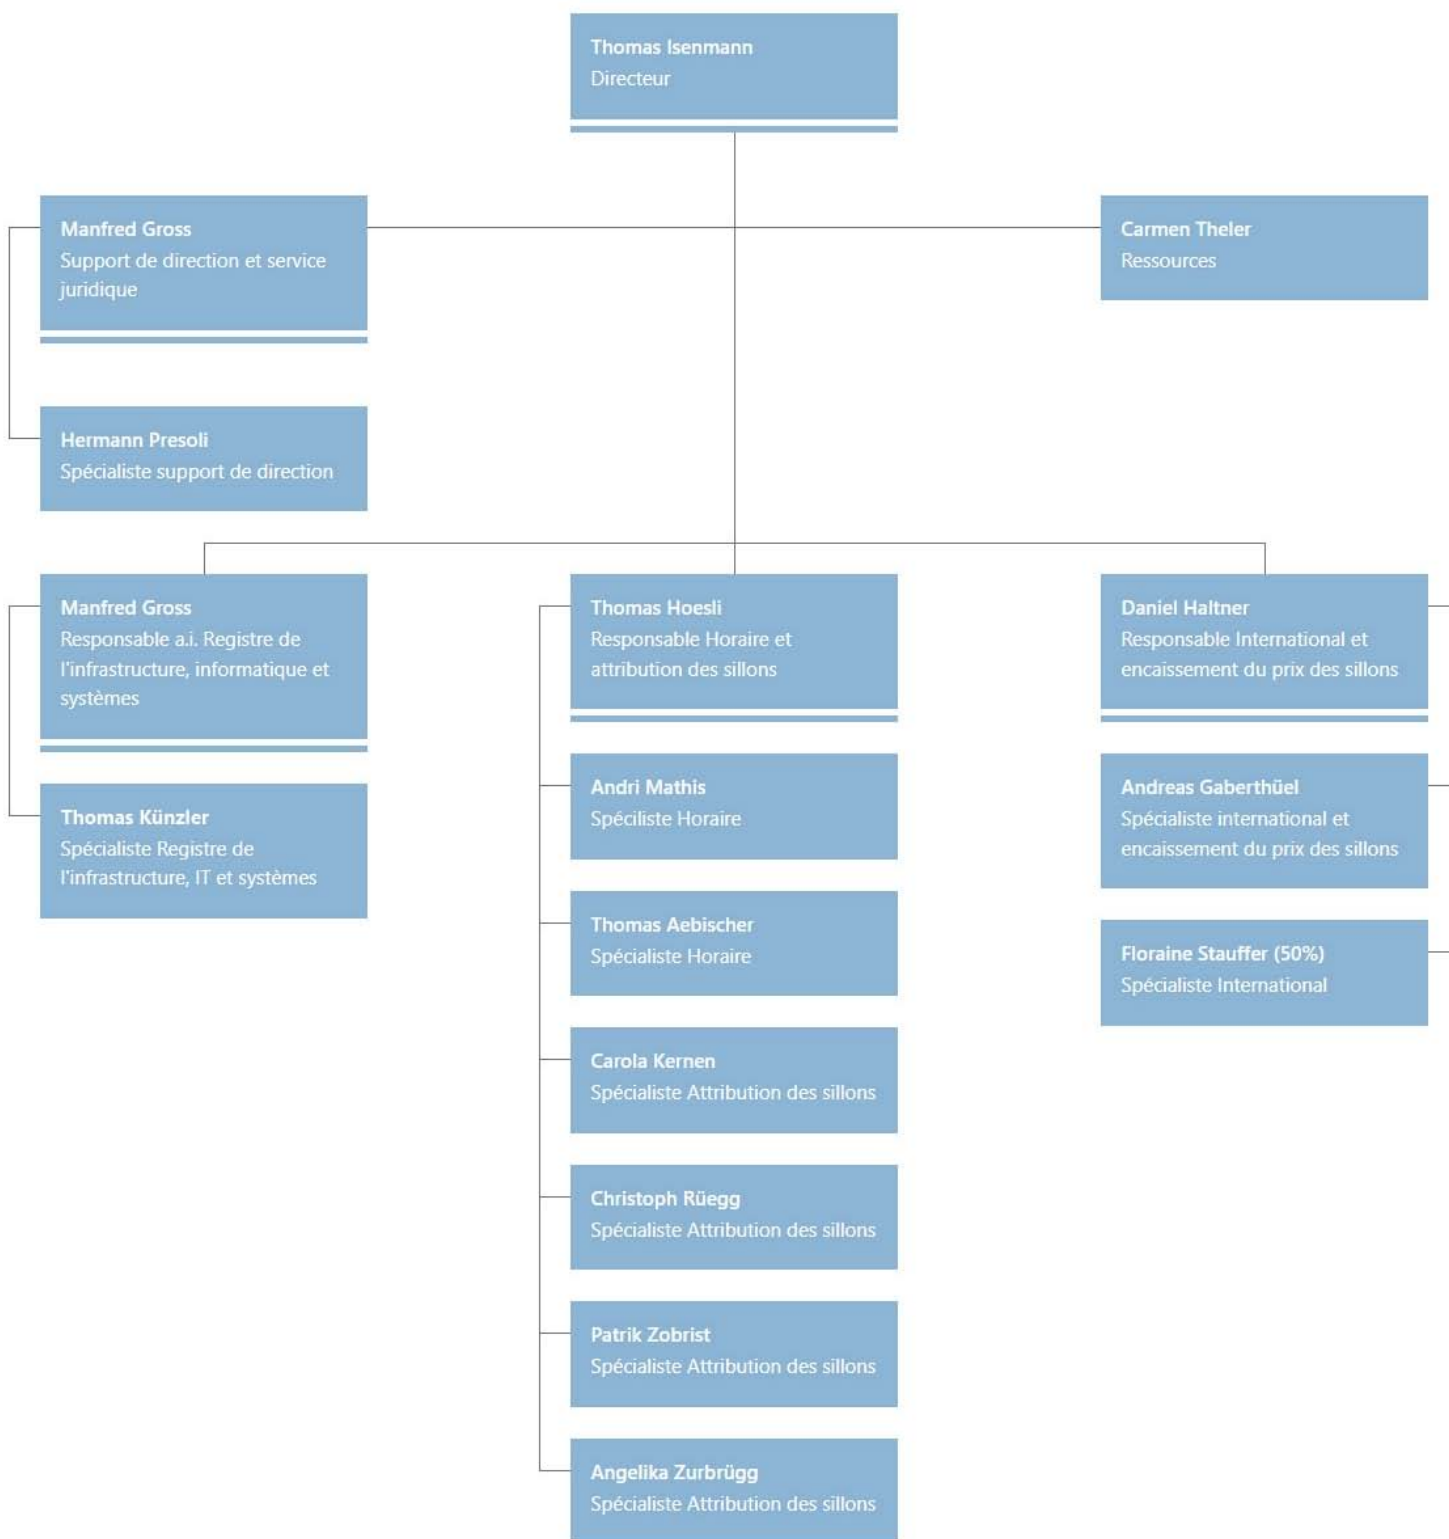 Thomas Isenmann
Directeur
Manfred Gross
Support de direction et service
juridique
Carmen Theler
Ressources
Hermann Presoli
Spécialiste support de direction
Manfred Gross
Responsable a.i. Registre de
l'infrastructure, informatique et
systèmes
Thomas Künzler
Spécialiste Registre de
l'infrastructure, IT et systèmes
Thomas Hoesli
Responsable Horaire et
attribution des sillons
Andri Mathis
Spéciliste Horaire
Thomas Aebischer
Spécialiste Horaire
Carola Kernen
Spécialiste Attribution des sillons
Christoph Rüegg
Spécialiste Attribution des sillons
Patrik Zobrist
Spécialiste Attribution des sillons
Angelika Zurbrügg
Spécialiste Attribution des sillons
Daniel Haltner
Responsable International et
encaissement du prix des sillons
Andreas Gaberthüel
Spécialiste international et
encaissement du prix des sillons
Floraine Stauffer (50%)
Spécialiste International